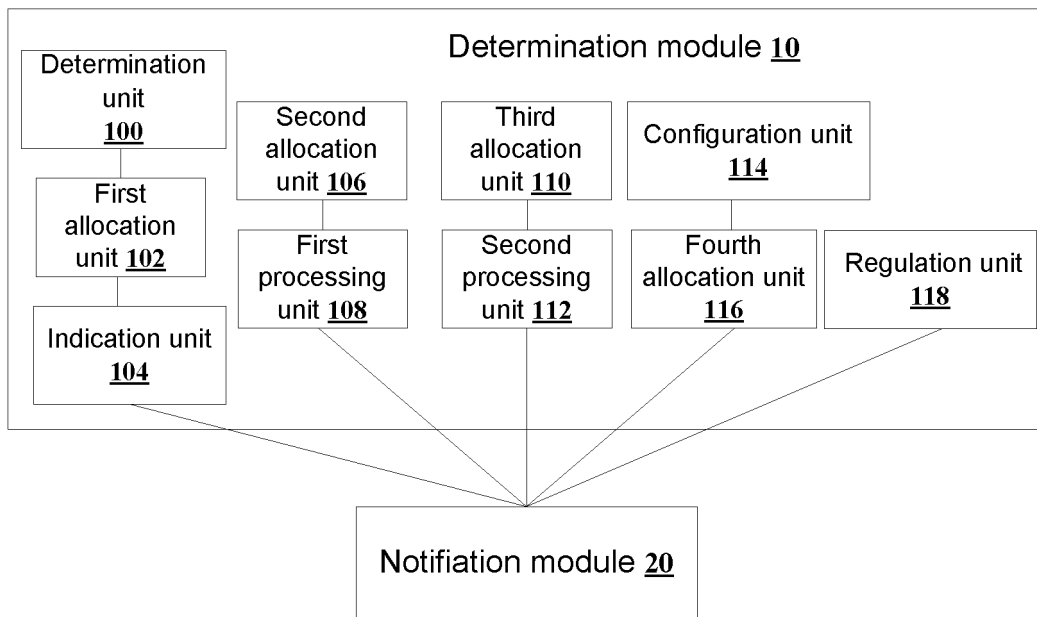 Determination module 10
Determination
unit
100
Second
allocation
unit 106
Third
allocation
unit 110
Configuration unit
114
First
allocation
unit 102
First
processing
unit 108
Second
processing
unit 112
Fourth
allocation unit
116
Regulation unit
118
Indication unit
104
Notifiation module 20